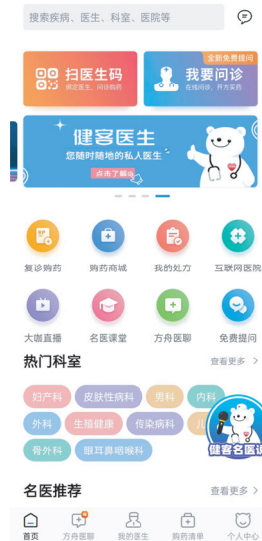 搜索疾病、医生、科室、医院等
扫医生码
绑定医生、问诊购药
全新免费提问
我要问诊
在线问诊、开方买药
健客医生
您随时随地的私人医生
点击了解
复诊购药 购药商城 我的处方 互联网医院
大咖直播 名医课堂 方舟医聊 免费提问
热门科室 查看更多 >
妇产科 皮肤性病科 男科 内科
外科 生殖健康 传染病科 儿
骨外科 眼耳鼻咽喉科
健客名医说
名医推荐 查看更多 >
首页 方舟医聊 我的医生 购药清单 个人中心